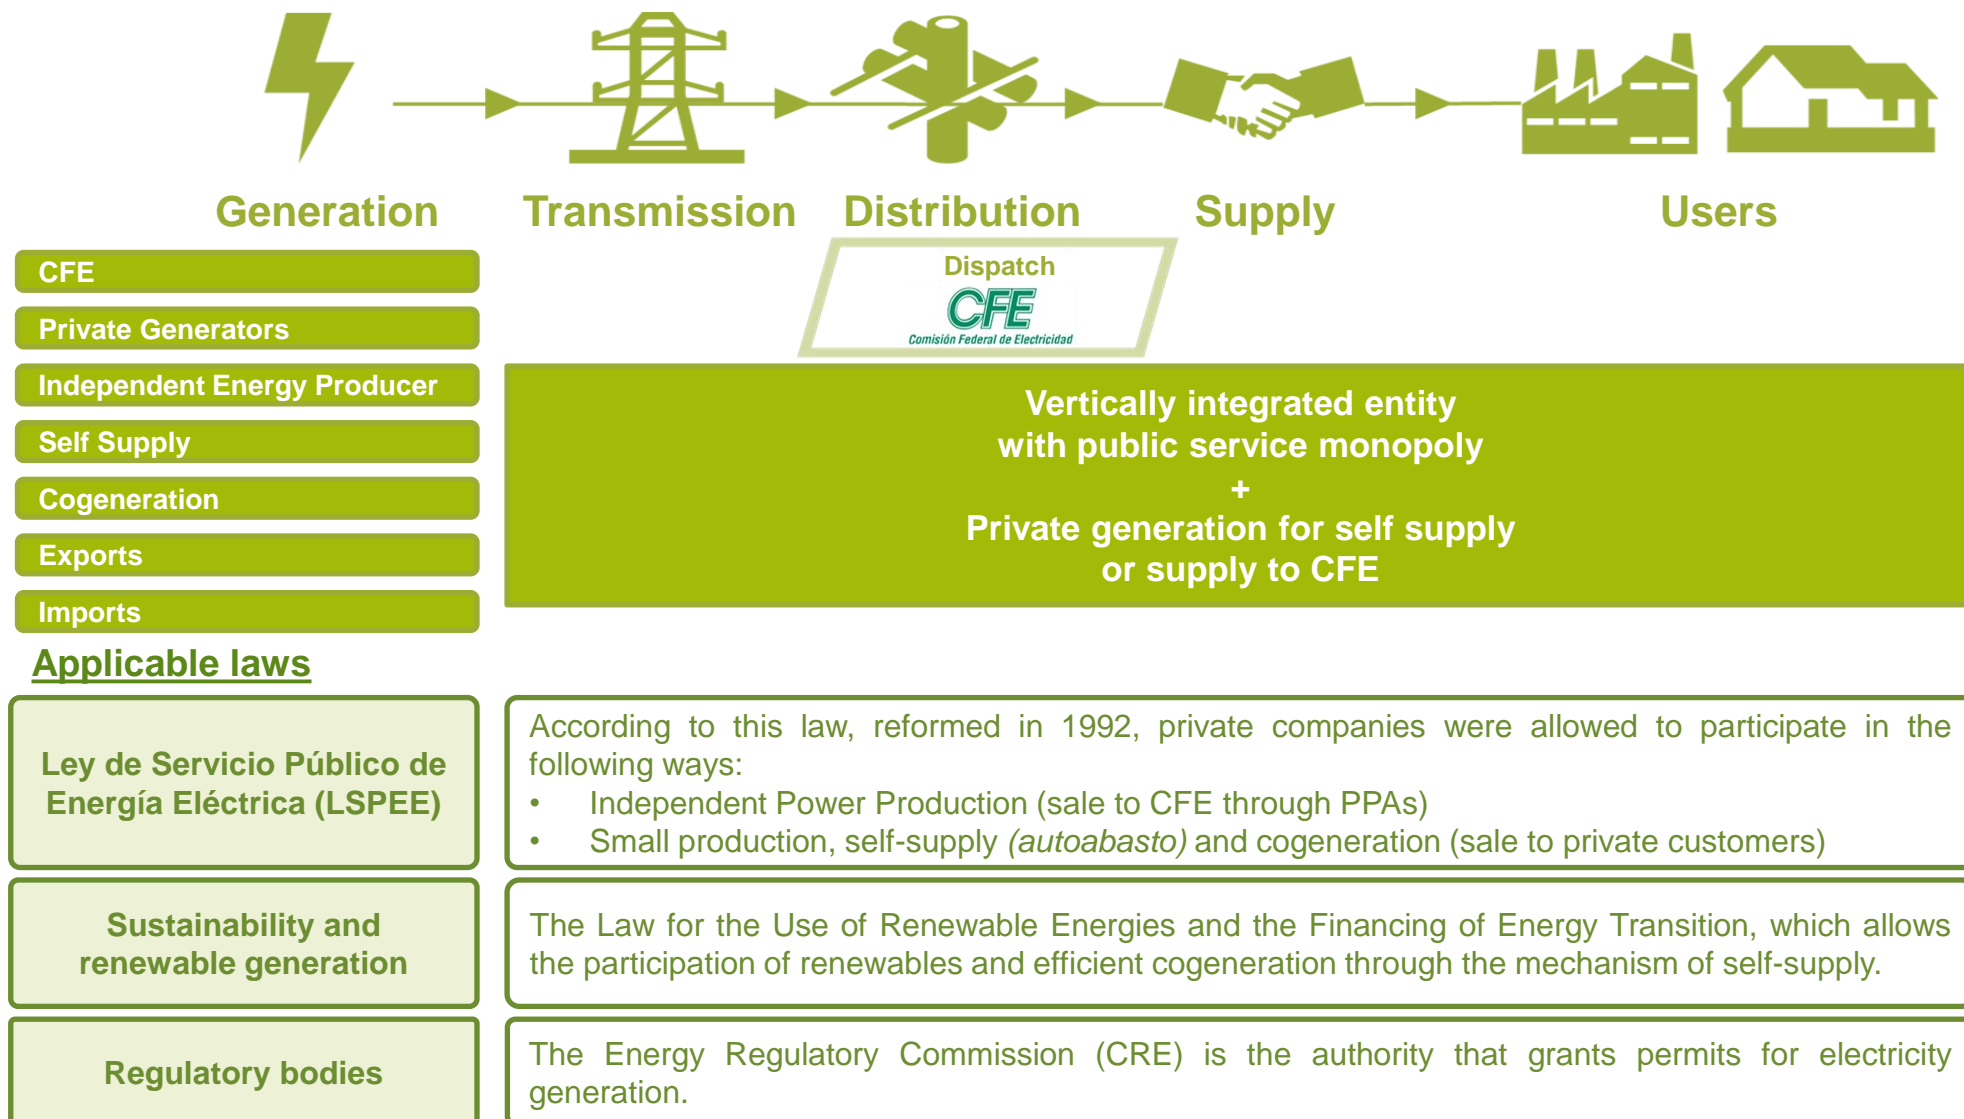 Generation Transmission Distribution Supply Users
CFE
Private Generators
Independent Energy Producer
Self Supply
Cogeneration
Exports
Imports
Dispatch
CFE
Comisión Federal de Electricidad
Vertically integrated entity
with public service monopoly
+
Private generation for self supply
or supply to CFE
Applicable laws
Ley de Servicio Público de
Energía Eléctrica (LSPEE)
According to this law, reformed in 1992, private companies were allowed to participate in the
following ways:
• Independent Power Production (sale to CFE through PPAs)
• Small production, self-supply (autoabasto) and cogeneration (sale to private customers)
Sustainability and
renewable generation
The Law for the Use of Renewable Energies and the Financing of Energy Transition, which allows
the participation of renewables and efficient cogeneration through the mechanism of self-supply.
Regulatory bodies
The Energy Regulatory Commission (CRE) is the authority that grants permits for electricity
generation.